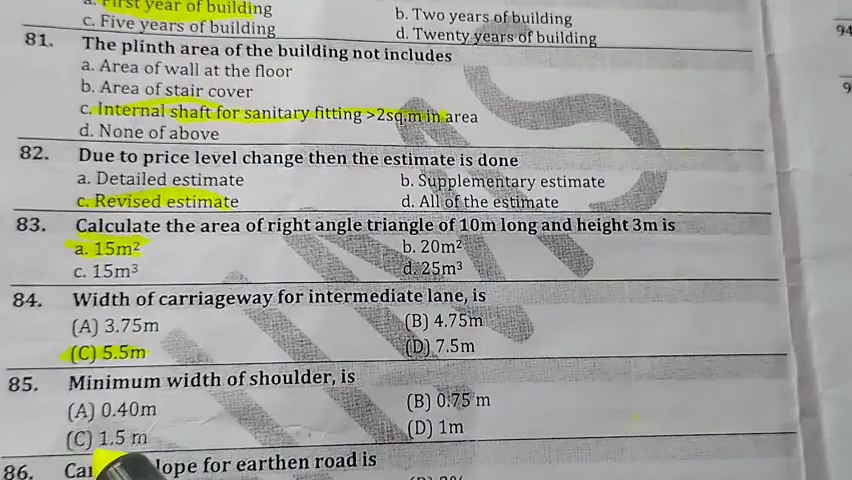 a. First year of building
b. Two years of building
c. Five years of building
d. Twenty years of building
81. The plinth area of the building not includes
a. Area of wall at the floor
b. Area of stair cover
c. Internal shaft for sanitary fitting >2sq.m in area
d. None of above
82. Due to price level change then the estimate is done
a. Detailed estimate
b. Supplementary estimate
c. Revised estimate
d. All of the estimate
83. Calculate the area of right angle triangle of 10m long and height 3m is
a. 15m²
b. 20m²
c. 15m³
d. 25m³
84. Width of carriageway for intermediate lane, is
(A) 3.75m
(B) 4.75m
(C) 5.5m
(D) 7.5m
85. Minimum width of shoulder, is
(A) 0.40m
(B) 0.75 m
(C) 1.5 m
(D) 1m
86. lope for earthen road is
94
9